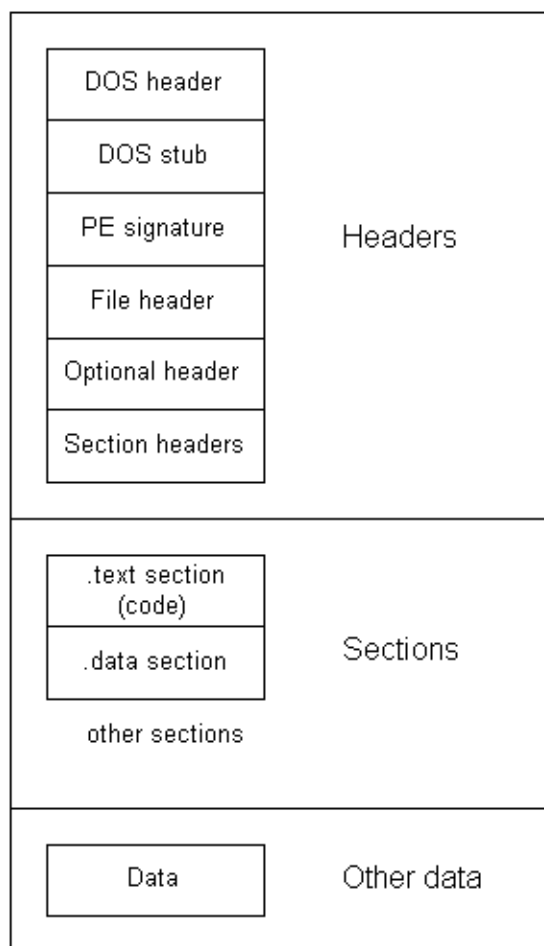 DOS header
DOS stub
PE signature
Headers
File header
Optional header
Section headers
.text section
(code)
Sections
.data section
other sections
Data
Other data